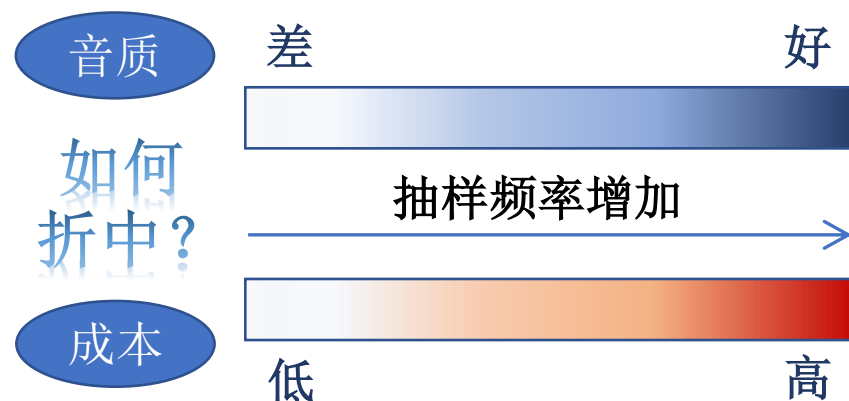 音质
差
好
如何
折中？
抽样频率增加
成本
低
高